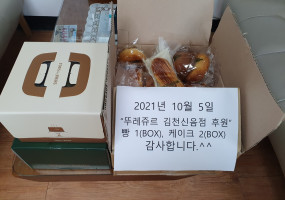 2021년 10월 5일
"뚜레쥬르 김천신음점 후원"
빵 1(BOX), 케이크 2(BOX)
감사합니다.^^